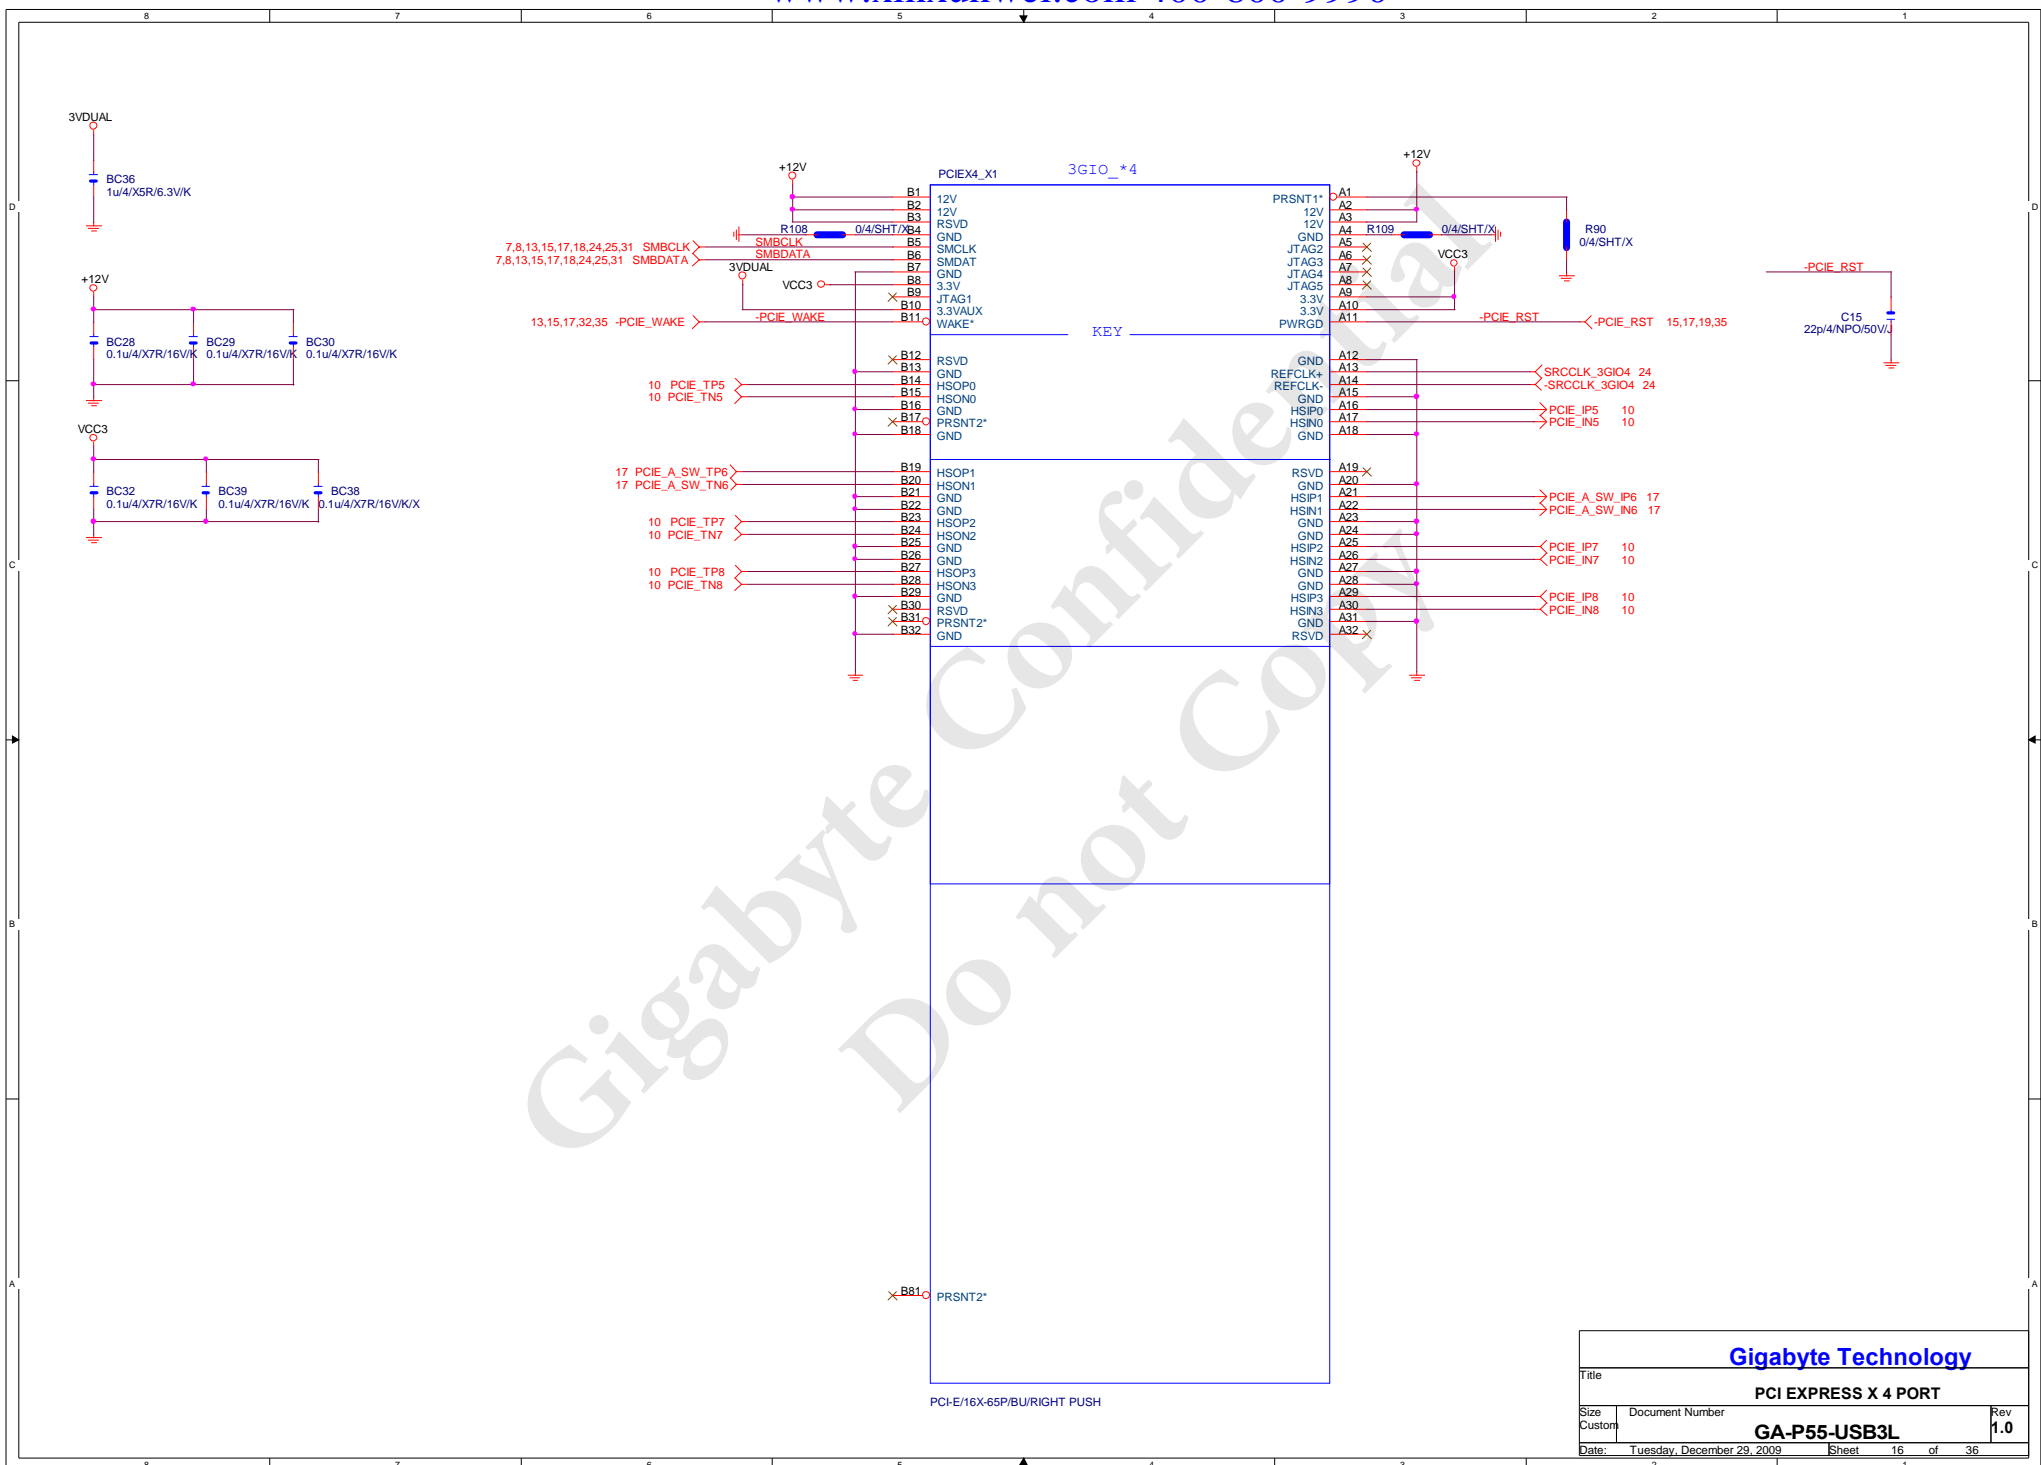 8 7 6 5 4 3 2 1
3VDUAL
BC36
1u/4/X5R/6.3V/K
+12V
BC28
0.1u/4/X7R/16V/K
BC29
0.1u/4/X7R/16V/K
BC30
0.1u/4/X7R/16V/K
VCC3
BC32
0.1u/4/X7R/16V/K
BC39
0.1u/4/X7R/16V/K
BC38
0.1u/4/X7R/16V/K/X
PCIEX4_X1
3GIO_*4
+12V
R108 0/4/SHT/X
7,8,13,15,17,18,24,25,31 SMBCLK
SMBCLK
7,8,13,15,17,18,24,25,31 SMBDATA
SMBDATA
3VDUAL
VCC3
13,15,17,32,35 -PCIE_WAKE
-PCIE_WAKE
10 PCIE_TP5
10 PCIE_TN5
17 PCIE_A_SW_TP6
17 PCIE_A_SW_TN6
10 PCIE_TP7
10 PCIE_TN7
10 PCIE_TP8
10 PCIE_TN8
B1 12V
B2 12V
B3 RSVD
B4 GND
B5 SMCLK
B6 SMDAT
B7 GND
B8 3.3V
B9 JTAG1
B10 3.3VAUX
B11 WAKE*
KEY
B12 RSVD
B13 GND
B14 HSOP0
B15 HSON0
B16 GND
B17 PRSNT2*
B18 GND
B19 HSOP1
B20 HSON1
B21 GND
B22 GND
B23 HSOP2
B24 HSON2
B25 GND
B26 GND
B27 HSOP3
B28 HSON3
B29 GND
B30 RSVD
B31 PRSNT2*
B32 GND
B81 PRSNT2*
PRSNT1* A1
12V A2
12V A3
GND A4
JTAG2 A5
JTAG3 A6
JTAG4 A7
JTAG5 A8
3.3V A9
3.3V A10
PWRGD A11
GND A12
REFCLK+ A13
REFCLK- A14
GND A15
HSIP0 A16
HSIN0 A17
GND A18
RSVD A19
GND A20
HSIP1 A21
HSIN1 A22
GND A23
GND A24
HSIP2 A25
HSIN2 A26
GND A27
GND A28
HSIP3 A29
HSIN3 A30
GND A31
RSVD A32
+12V
R109 0/4/SHT/X
VCC3
R90
0/4/SHT/X
-PCIE_RST
-PCIE_RST 15,17,19,35
SRCCLK_3GIO4 24
-SRCCLK_3GIO4 24
PCIE_IP5 10
PCIE_IN5 10
PCIE_A_SW_IP6 17
PCIE_A_SW_IN6 17
PCIE_IP7 10
PCIE_IN7 10
PCIE_IP8 10
PCIE_IN8 10
-PCIE_RST
C15
22p/4/NPO/50V/J
PCI-E/16X-65P/BU/RIGHT PUSH
Gigabyte Confidential
Do not Copy
D D
C C
B B
A A
Gigabyte Technology
Title
PCI EXPRESS X 4 PORT
Size Document Number Rev
Custom GA-P55-USB3L 1.0
Date: Tuesday, December 29, 2009 Sheet 16 of 36